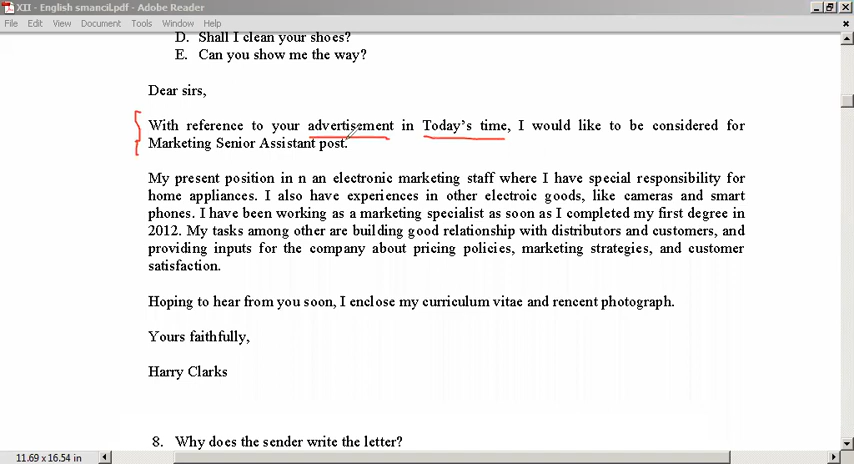 XII - English smancil.pdf - Adobe Reader
File Edit View Document Tools Window Help
D. Shall I clean your shoes?
E. Can you show me the way?
Dear sirs,
With reference to your advertisement in Today's time, I would like to be considered for
Marketing Senior Assistant post.
My present position in n an electronic marketing staff where I have special responsibility for
home appliances. I also have experiences in other electroic goods, like cameras and smart
phones. I have been working as a marketing specialist as soon as I completed my first degree in
2012. My tasks among other are building good relationship with distributors and customers, and
providing inputs for the company about pricing policies, marketing strategies, and customer
satisfaction.
Hoping to hear from you soon, I enclose my curriculum vitae and rencent photograph.
Yours faithfully,
Harry Clarks
8. Why does the sender write the letter?
11.69 x 16.54 in